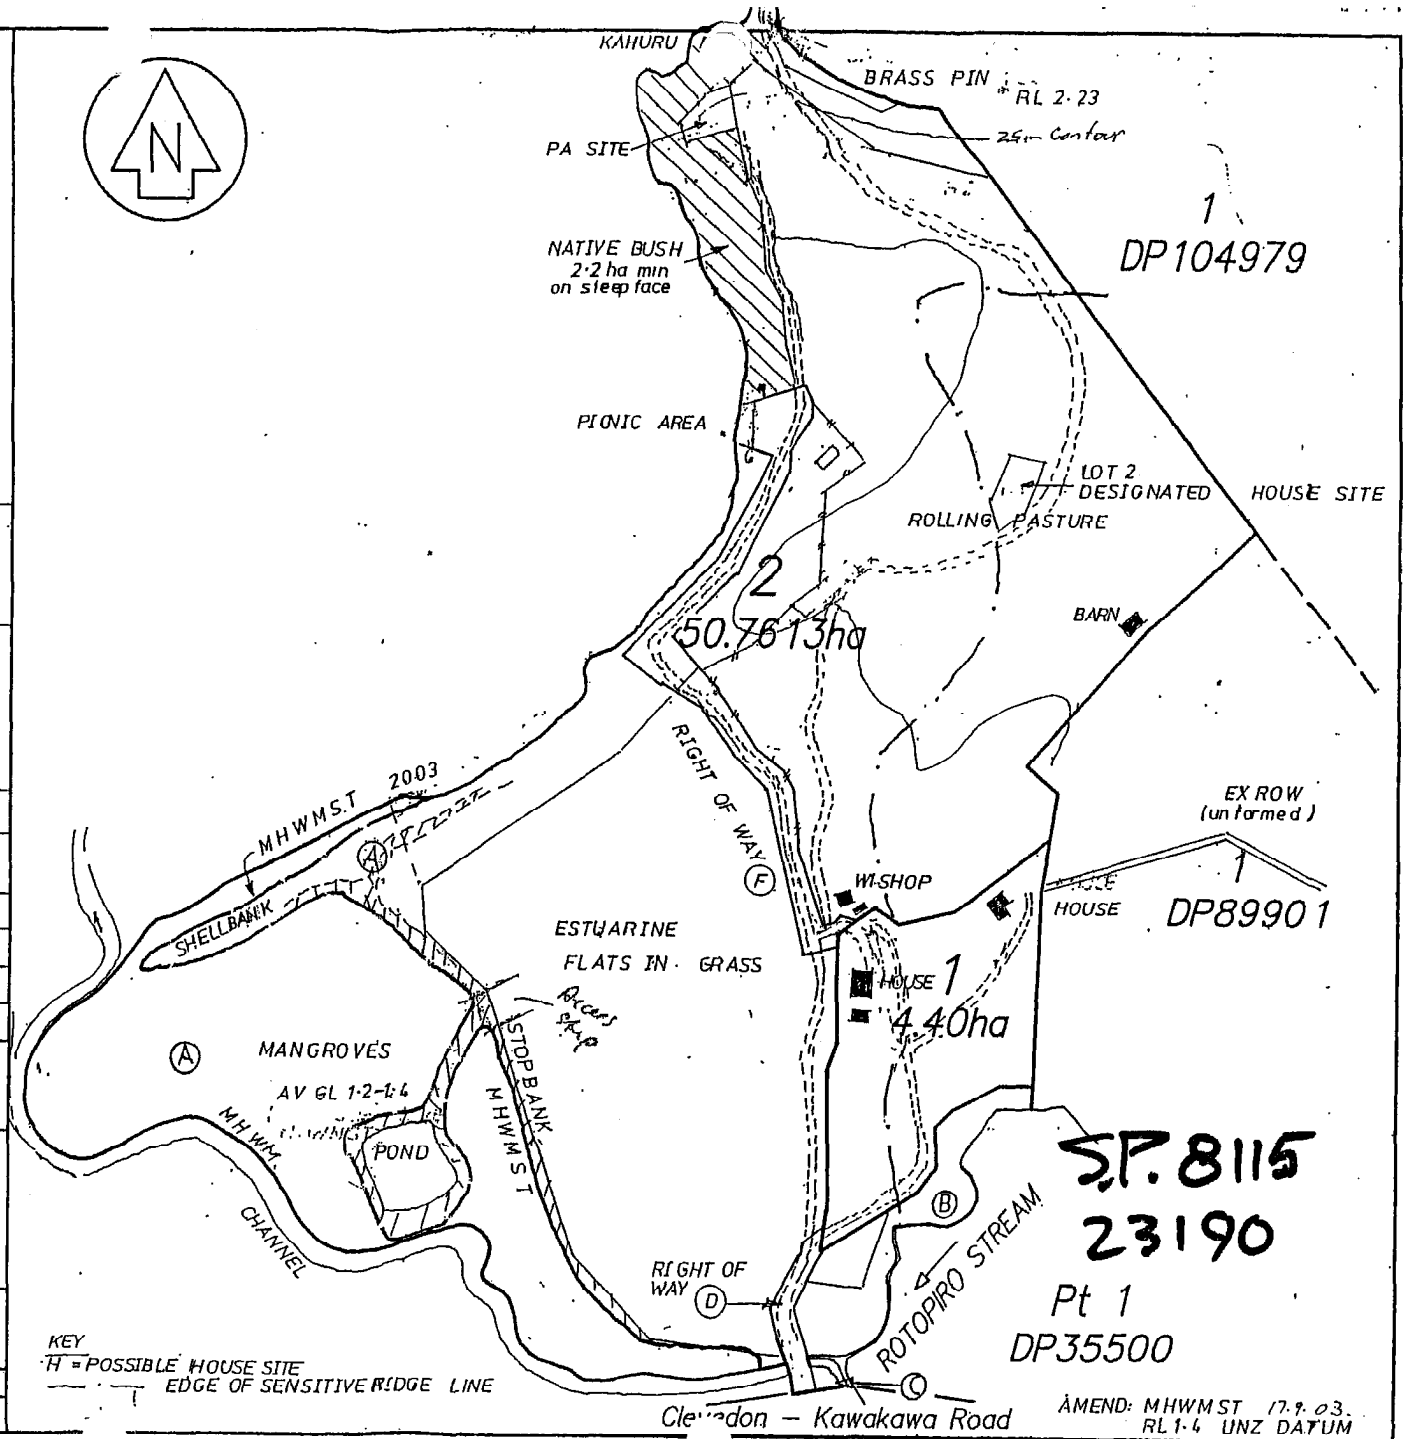 KAHURU
BRASS PIN
RL 2·23
25m Contour
N
PA SITE
1
DP104979
NATIVE BUSH
2·2 ha min
on steep face
PICNIC AREA
D
LOT 2
DESIGNATED HOUSE SITE
ROLLING PASTURE
2
50.7613ha
BARN
RIGHT OF WAY
F
2003
MHWMS.T
A
EX ROW
(unformed)
1
DP89901
W/SHOP
HOUSE
SHELLBANK
ESTUARINE
FLATS IN GRASS
HOUSE
1
4.40ha
Access
STOPBANK
MHWMST
A
MANGROVES
AV GL 1·2-1·4
MHWM.
POND
CHANNEL
S.P. 8115
23190
B
ROTOPIRO STREAM
RIGHT OF
WAY
D
Pt 1
DP35500
C
KEY
H = POSSIBLE HOUSE SITE
EDGE OF SENSITIVE RIDGE LINE
Clevedon – Kawakawa Road
AMEND: MHWMST 17.9.03.
RL 1·4 UNZ DATUM